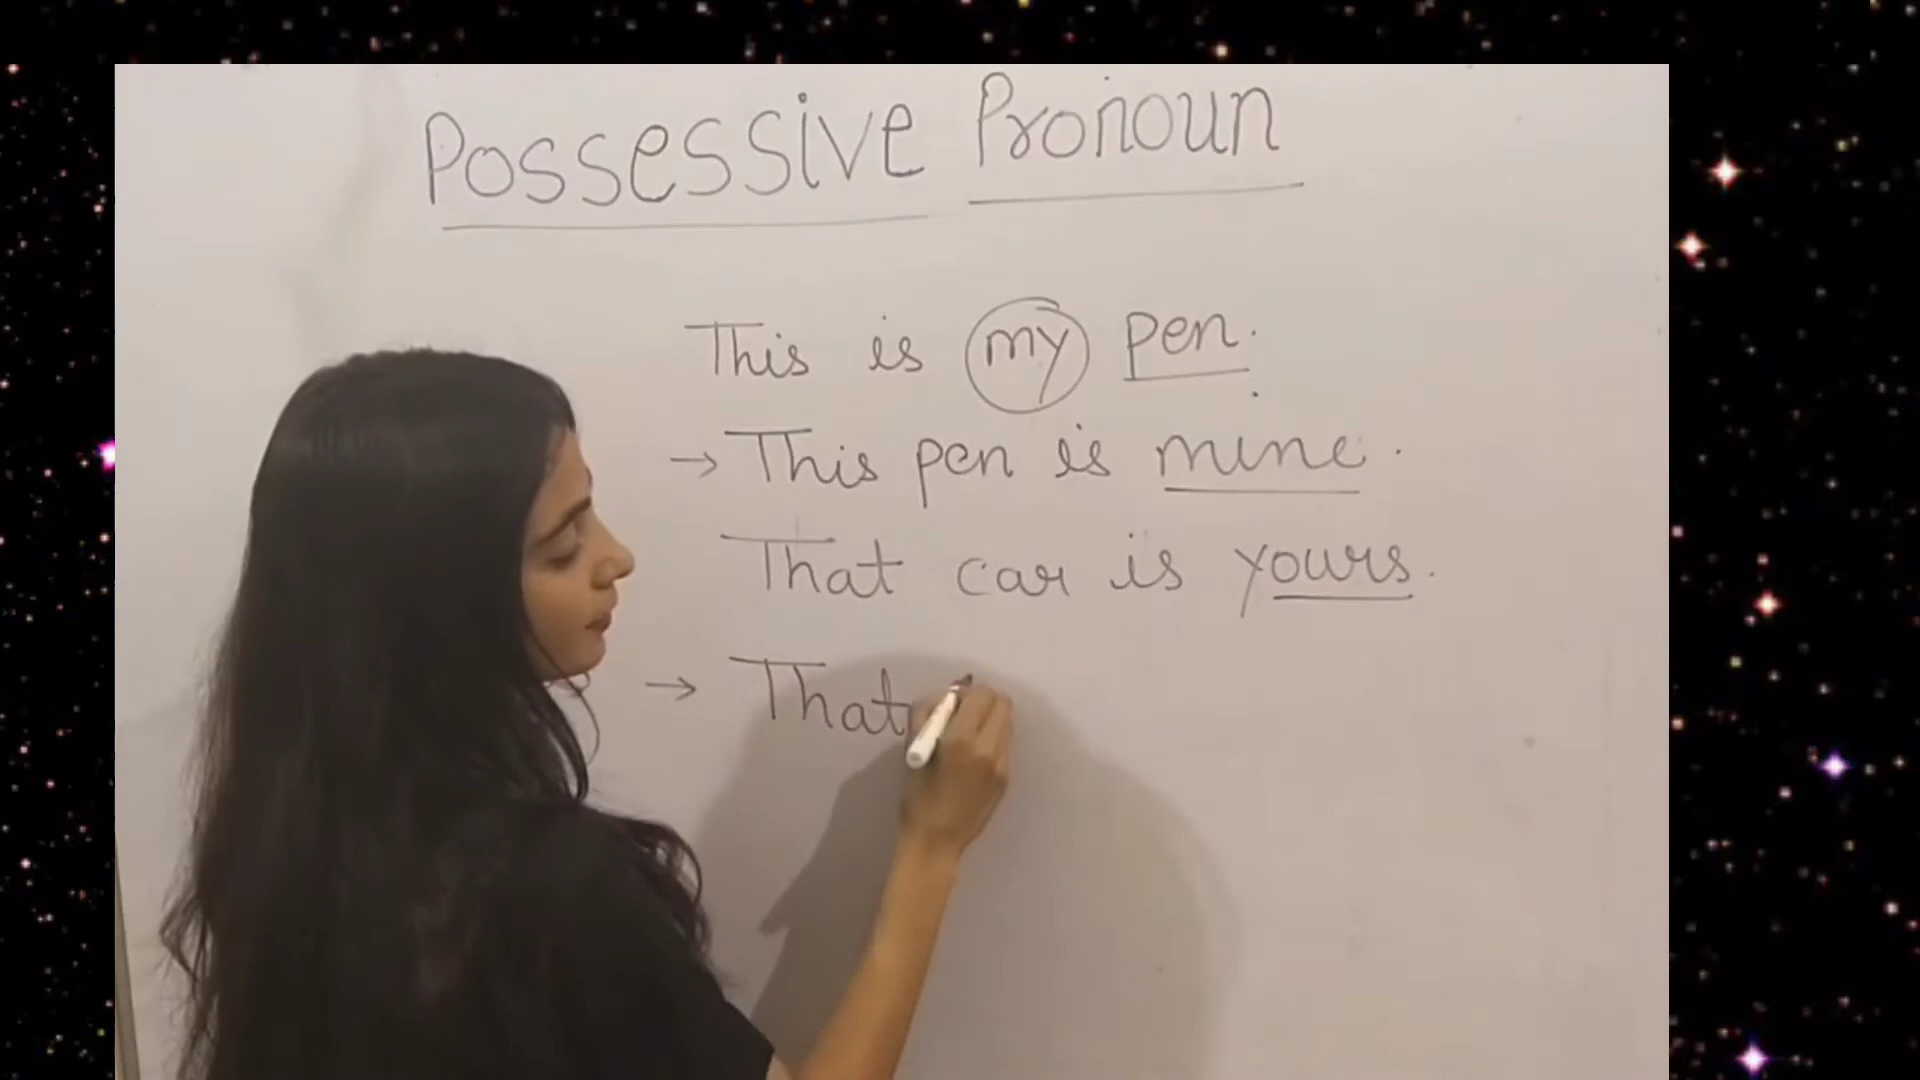 Possessive Pronoun
This is my pen.
→ This pen is mine.
That car is yours.
→ That